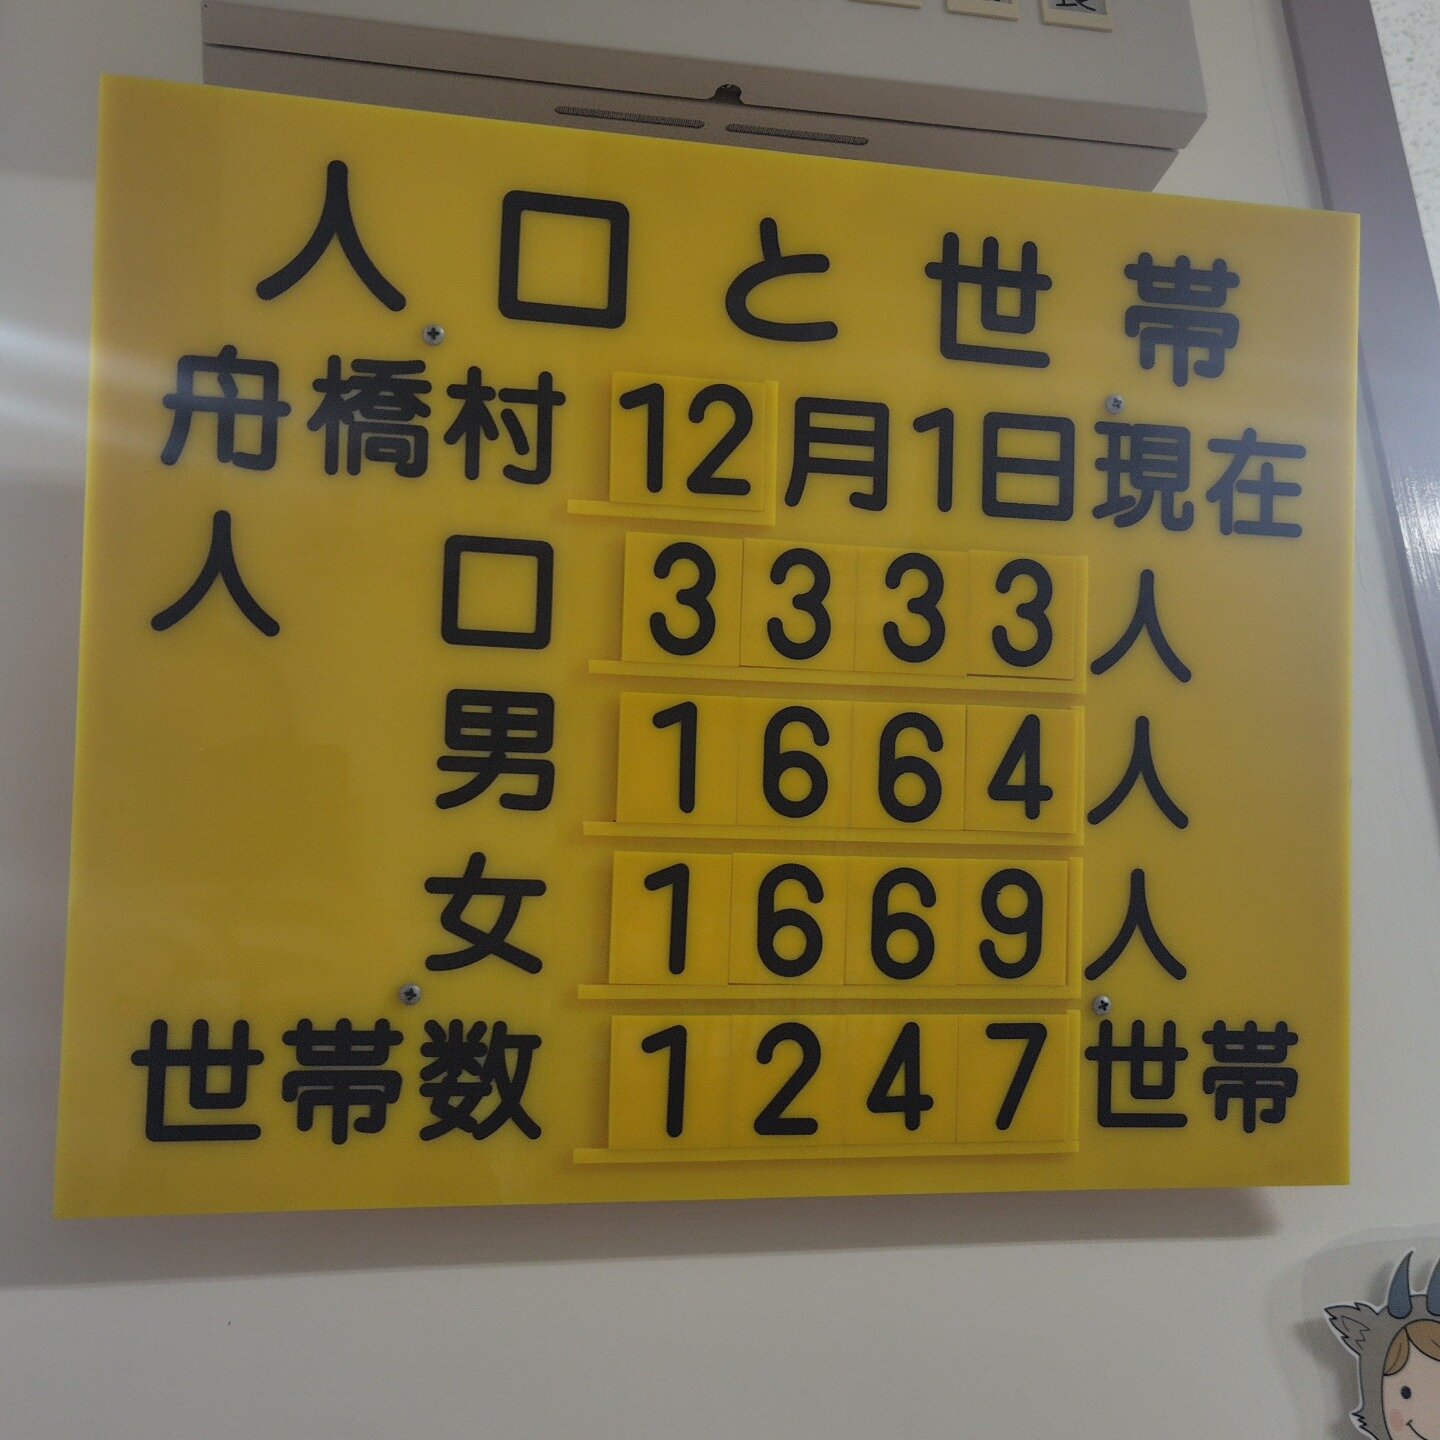 人口と世帯
舟橋村 12月1日現在
人口 3333人
男 1664人
女 1669人
世帯数 1247世帯